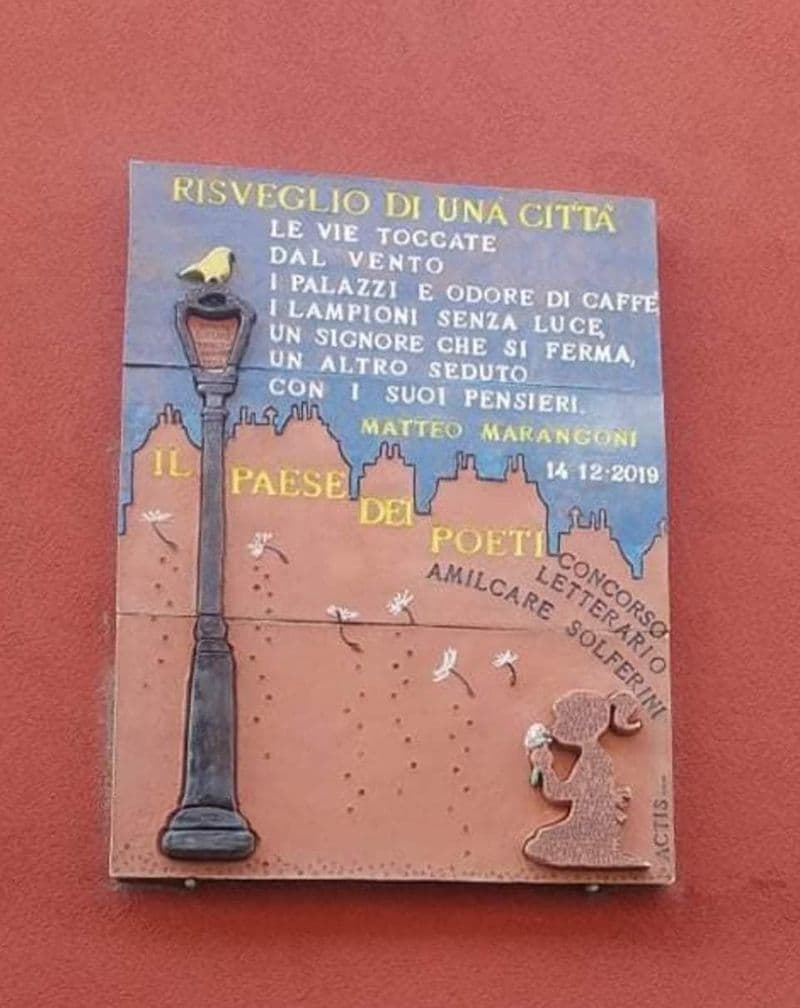 RISVEGLIO DI UNA CITTÀ
LE VIE TOCCATE
DAL VENTO
I PALAZZI E ODORE DI CAFFÈ
I LAMPIONI SENZA LUCE,
UN SIGNORE CHE SI FERMA,
UN ALTRO SEDUTO
CON I SUOI PENSIERI.
MATTEO MARANGONI
14 12-2019
IL PAESE DEI POETI
CONCORSO
LETTERARIO
AMILCARE SOLFERINI
ACTIS